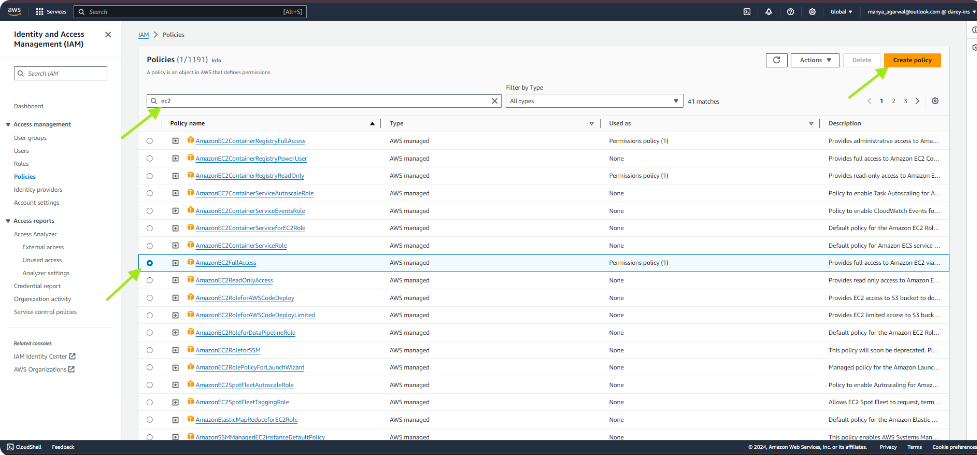 aws Services Search [Alt+S] Global manya_agarwal@outlook.com @ darey-ms
Identity and Access Management (IAM)
Search IAM
Dashboard
Access management
User groups
Users
Roles
Policies
Identity providers
Account settings
Access reports
Access Analyzer
External access
Unused access
Analyzer settings
Credential report
Organization activity
Service control policies
Related consoles
IAM Identity Center
AWS Organizations
IAM > Policies
Policies (1/1191) Info
A policy is an object in AWS that defines permissions.
Actions Delete Create policy
Filter by Type
ec2 All types 41 matches 1 2 3
Policy name Type Used as Description
AmazonEC2ContainerRegistryFullAccess AWS managed Permissions policy (1) Provides administrative access to Ama...
AmazonEC2ContainerRegistryPowerUser AWS managed None Provides full access to Amazon EC2 Co...
AmazonEC2ContainerRegistryReadOnly AWS managed Permissions policy (1) Provides read-only access to Amazon E...
AmazonEC2ContainerServiceAutoscaleRole AWS managed None Policy to enable Task Autoscaling for A...
AmazonEC2ContainerServiceEventsRole AWS managed None Policy to enable CloudWatch Events fo...
AmazonEC2ContainerServiceforEC2Role AWS managed None Default policy for the Amazon EC2 Rol...
AmazonEC2ContainerServiceRole AWS managed None Default policy for Amazon ECS service ...
AmazonEC2FullAccess AWS managed Permissions policy (1) Provides full access to Amazon EC2 via...
AmazonEC2ReadOnlyAccess AWS managed None Provides read only access to Amazon E...
AmazonEC2RoleforAWSCodeDeploy AWS managed None Provides EC2 access to S3 bucket to do...
AmazonEC2RoleforAWSCodeDeployLimited AWS managed None Provides EC2 limited access to S3 buck...
AmazonEC2RoleforDataPipelineRole AWS managed None Default policy for the Amazon EC2 Rol...
AmazonEC2RoleforSSM AWS managed None This policy will soon be deprecated. Pl...
AmazonEC2RolePolicyForLaunchWizard AWS managed None Managed policy for the Amazon Launc...
AmazonEC2SpotFleetAutoscaleRole AWS managed None Policy to enable Autoscaling for Amaz...
AmazonEC2SpotFleetTaggingRole AWS managed None Allows EC2 Spot Fleet to request, term...
AmazonElasticMapReduceforEC2Role AWS managed None Default policy for the Amazon Elastic ...
AmazonSSMManagedEC2InstanceDefaultPolicy AWS managed None This policy enables AWS Systems Man...
CloudShell Feedback © 2024, Amazon Web Services, Inc. or its affiliates. Privacy Terms Cookie preferences